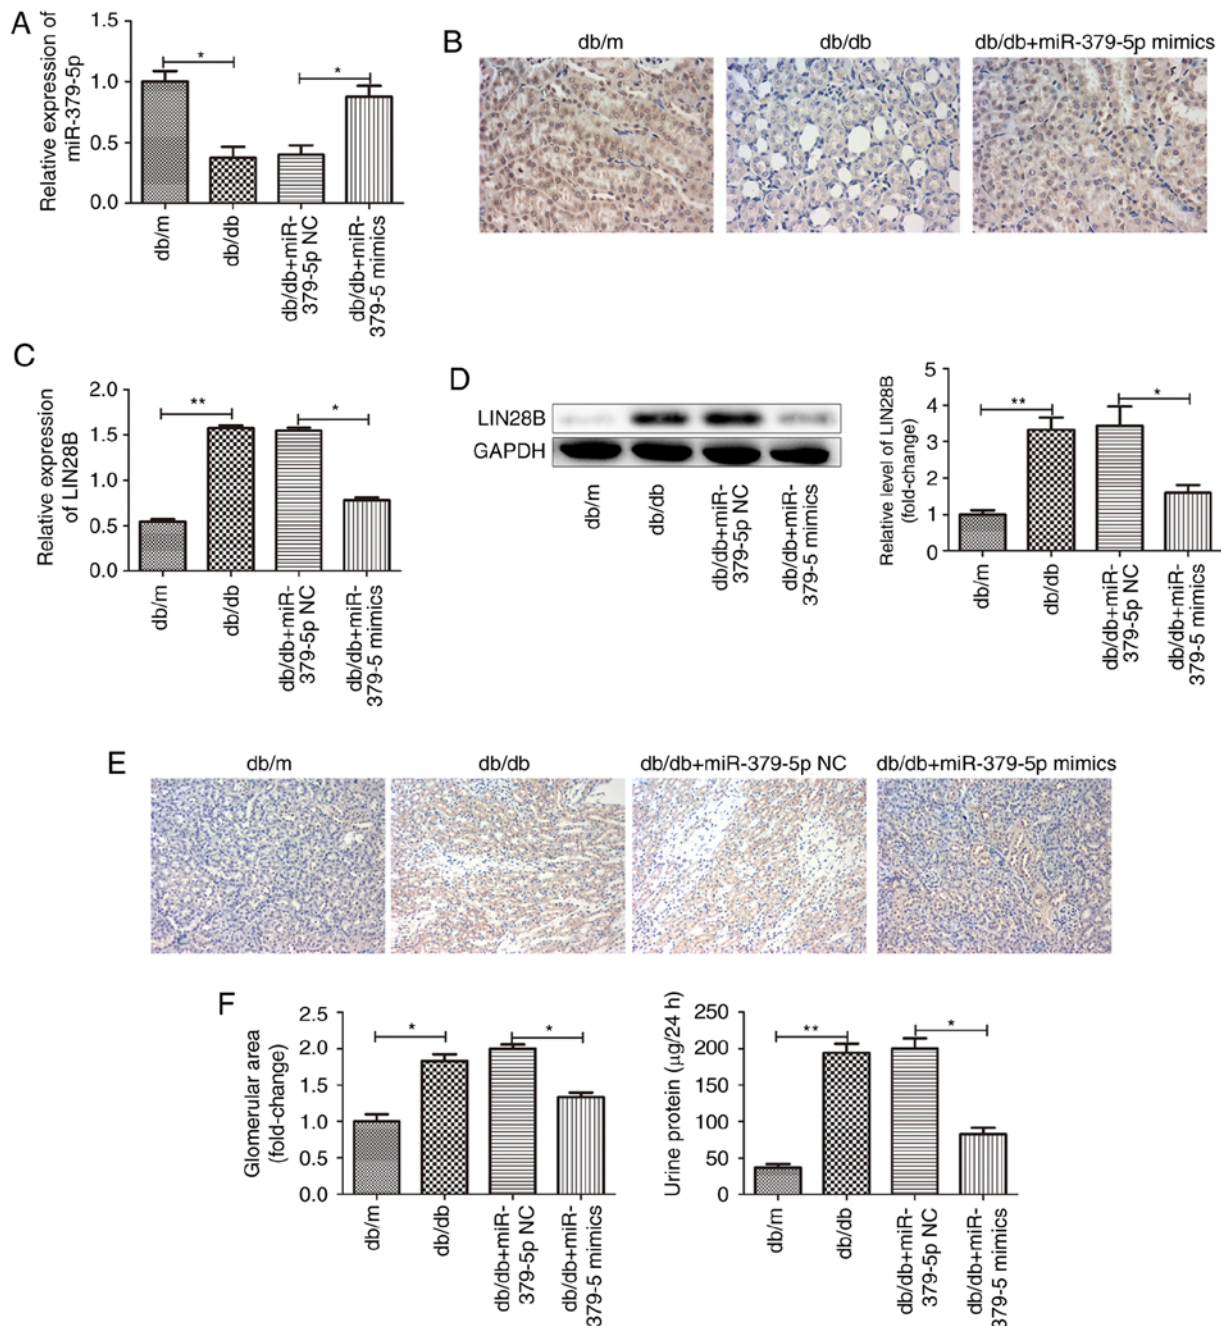 A
Relative expression of
miR-379-5p
1.5
1.0
0.5
0.0
*
*
db/m
db/db
db/db+miR-
379-5p NC
db/db+miR-
379-5 mimics
B
db/m
db/db
db/db+miR-379-5p mimics
C
Relative expression
of LIN28B
2.0
1.5
1.0
0.5
0.0
**
*
db/m
db/db
db/db+miR-
379-5p NC
db/db+miR-
379-5 mimics
D
LIN28B
GAPDH
db/m
db/db
db/db+miR-
379-5p NC
db/db+miR-
379-5 mimics
Relative level of LIN28B
(fold-change)
5
4
3
2
1
0
**
*
db/m
db/db
db/db+miR-
379-5p NC
db/db+miR-
379-5 mimics
E
db/m
db/db
db/db+miR-379-5p NC
db/db+miR-379-5p mimics
F
Glomerular area
(fold-change)
2.5
2.0
1.5
1.0
0.5
0.0
*
*
db/m
db/db
db/db+miR-
379-5p NC
db/db+miR-
379-5 mimics
Urine protein (μg/24 h)
250
200
150
100
50
0
**
*
db/m
db/db
db/db+miR-
379-5p NC
db/db+miR-
379-5 mimics